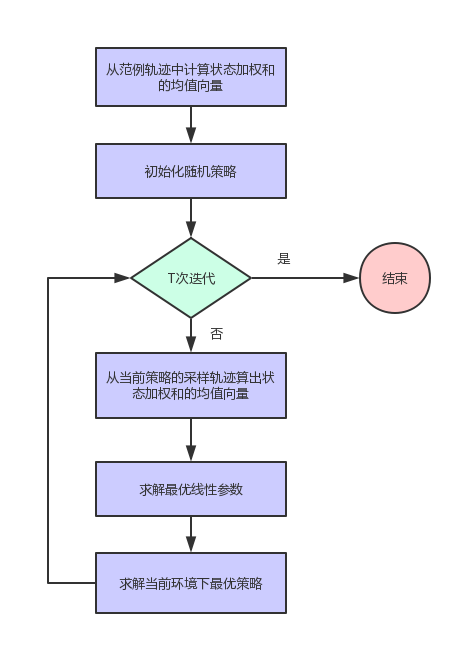 从范例轨迹中计算状态加权和
的均值向量
初始化随机策略
T次迭代
是
结束
否
从当前策略的采样轨迹算出状
态加权和的均值向量
求解最优线性参数
求解当前环境下最优策略